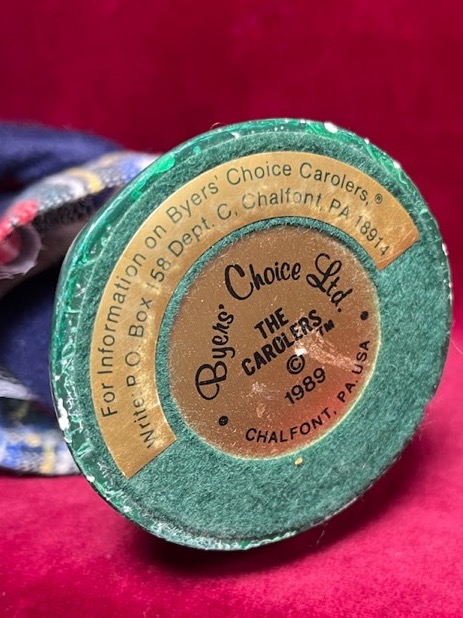 For Information on Byers' Choice Carolers,®
Write P.O. Box 158 Dept. C, Chalfont, PA 18914
Byers' Choice Ltd.
THE
CAROLERS™
©
1989
• CHALFONT, PA. USA •